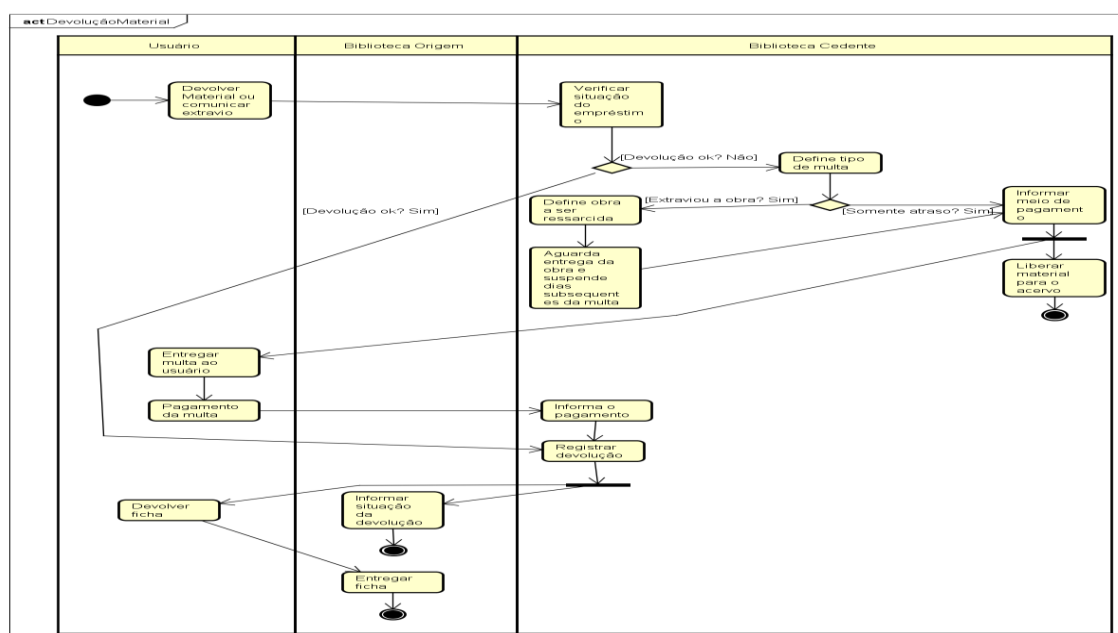 act DevoluçãoMaterial
Usuário
Biblioteca Origem
Biblioteca Cedente
Devolver
Material ou
comunicar
extravio
Verificar
situação
do
empréstim
o
[Devolução ok? Não]
Define tipo
de multa
[Devolução ok? Sim]
Define obra
a ser
ressarcida
[Extraviou a obra? Sim]
[Somente atraso? Sim]
Informar
meio de
pagament
o
Aguarda
entrega da
obra e
suspende
dias
subsequent
es da multa
Liberar
material
para o
acervo
Entregar
multa ao
usuário
Pagamento
da multa
Informa o
pagamento
Registrar
devolução
Devolver
ficha
Informar
situação
da
devolução
Entregar
ficha